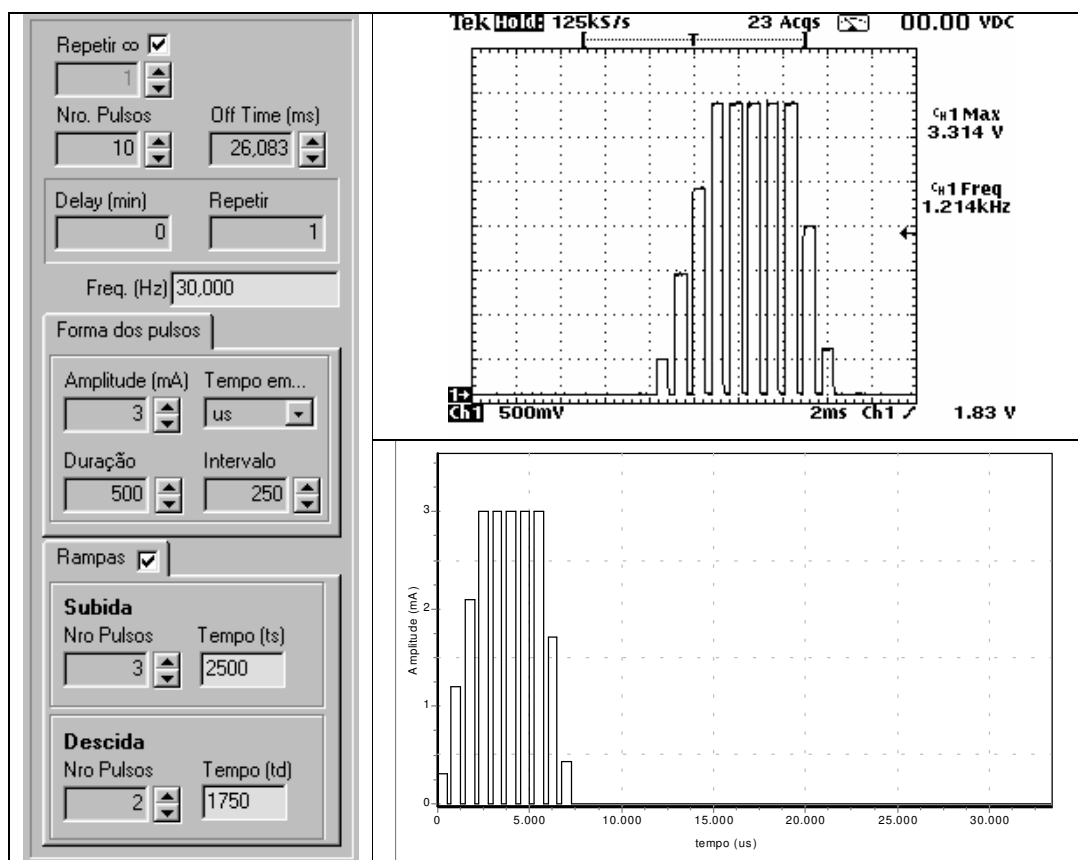 Repetir ∞
1
Nro. Pulsos Off Time (ms)
10 26,083
Delay (min) Repetir
0 1
Freq. (Hz) 30,000
Forma dos pulsos
Amplitude (mA) Tempo em...
3 us
Duração Intervalo
500 250
Rampas
Subida
Nro Pulsos Tempo (ts)
3 2500
Descida
Nro Pulsos Tempo (td)
2 1750
Tek Hold: 125kS/s 23 Acqs 00.00 VDC
T
CH1 Max
3.314 V
CH1 Freq
1.214kHz
1
Ch1 500mV 2ms Ch1 1.83 V
Amplitude (mA)
3
2
1
0
0 5.000 10.000 15.000 20.000 25.000 30.000
tempo (us)